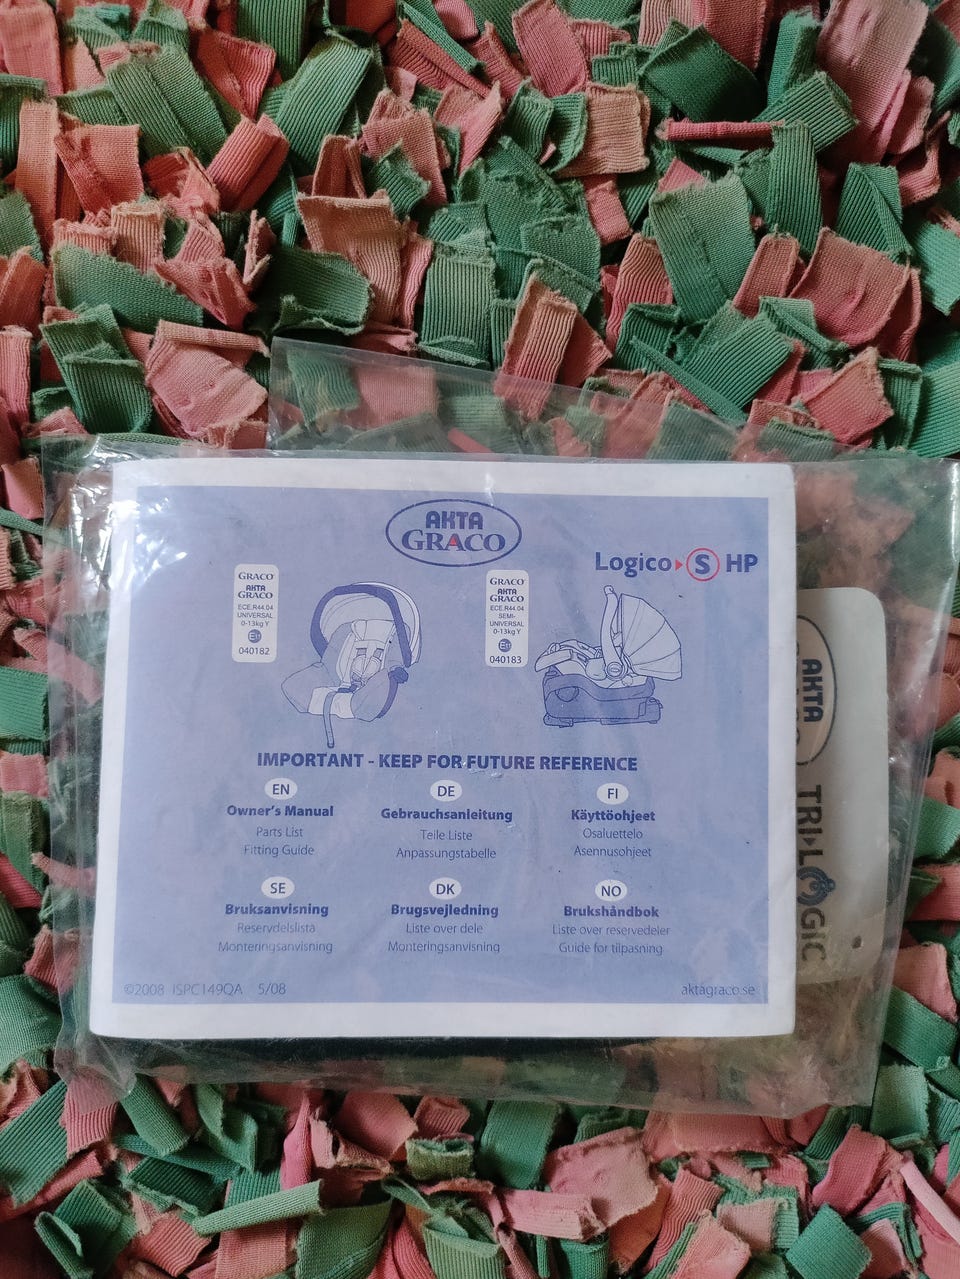 AKTA
GRACO
Logico S HP
GRACO
AKTA
GRACO
ECE.R44.04
UNIVERSAL
0-13kg Y
E11
040182
GRACO
AKTA
GRACO
ECE.R44.04
SEMI-
UNIVERSAL
0-13kg Y
E11
040183
IMPORTANT - KEEP FOR FUTURE REFERENCE
EN
Owner's Manual
Parts List
Fitting Guide
DE
Gebrauchsanleitung
Teile Liste
Anpassungstabelle
FI
Käyttöohjeet
Osaluettelo
Asennusohjeet
SE
Bruksanvisning
Reservdelslista
Monteringsanvisning
DK
Brugsvejledning
Liste over dele
Monteringsanvisning
NO
Brukshåndbok
Liste over reservedeler
Guide for tilpasning
©2008 ISPC149QA 5/08
aktagraco.se
AKTA
TRI-LOGIC